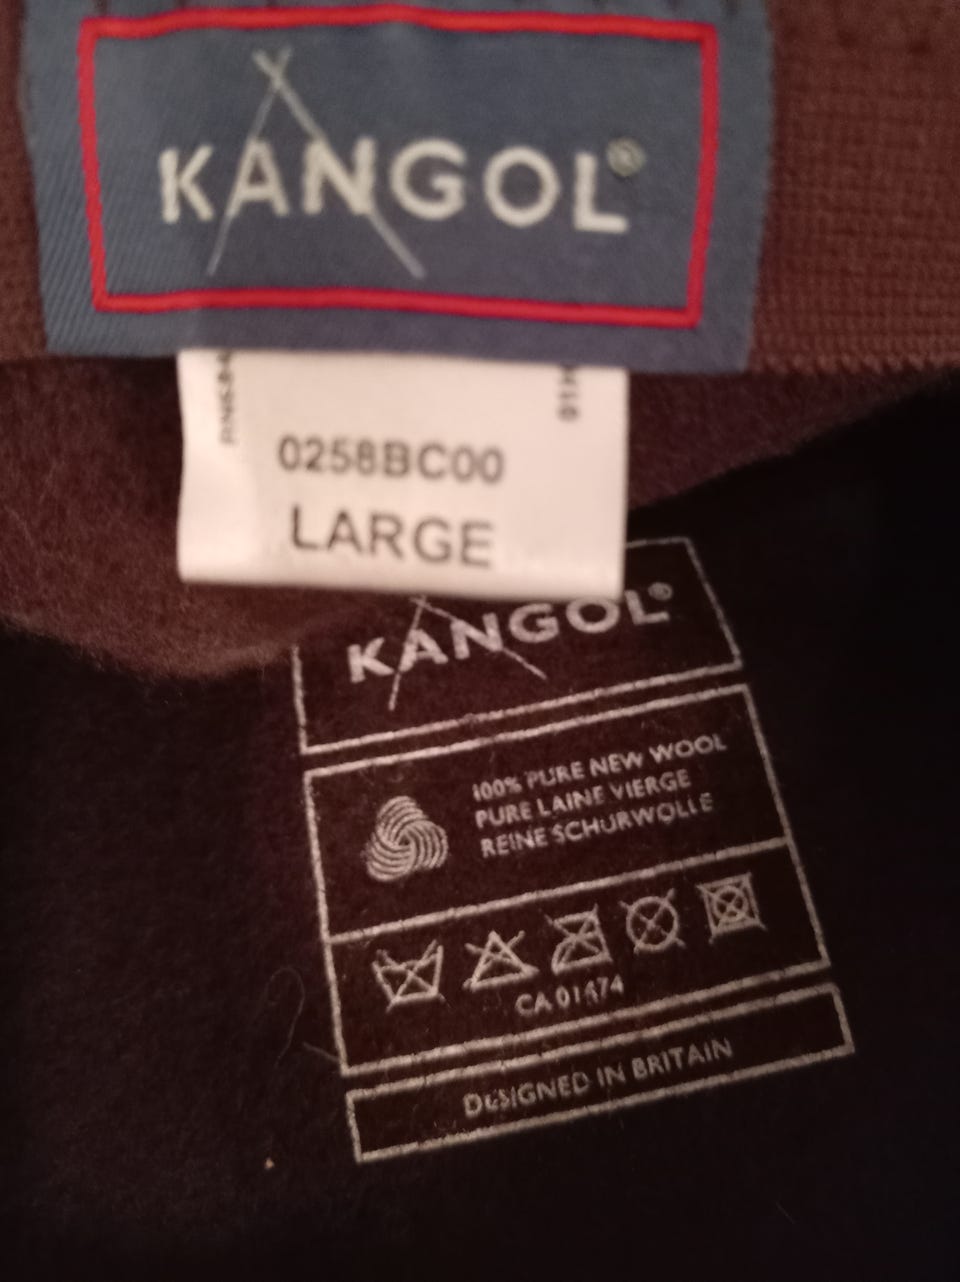 KANGOL®
0258BC00
LARGE
KANGOL®
100% PURE NEW WOOL
PURE LAINE VIERGE
REINE SCHURWOLLE
CA 01474
DESIGNED IN BRITAIN